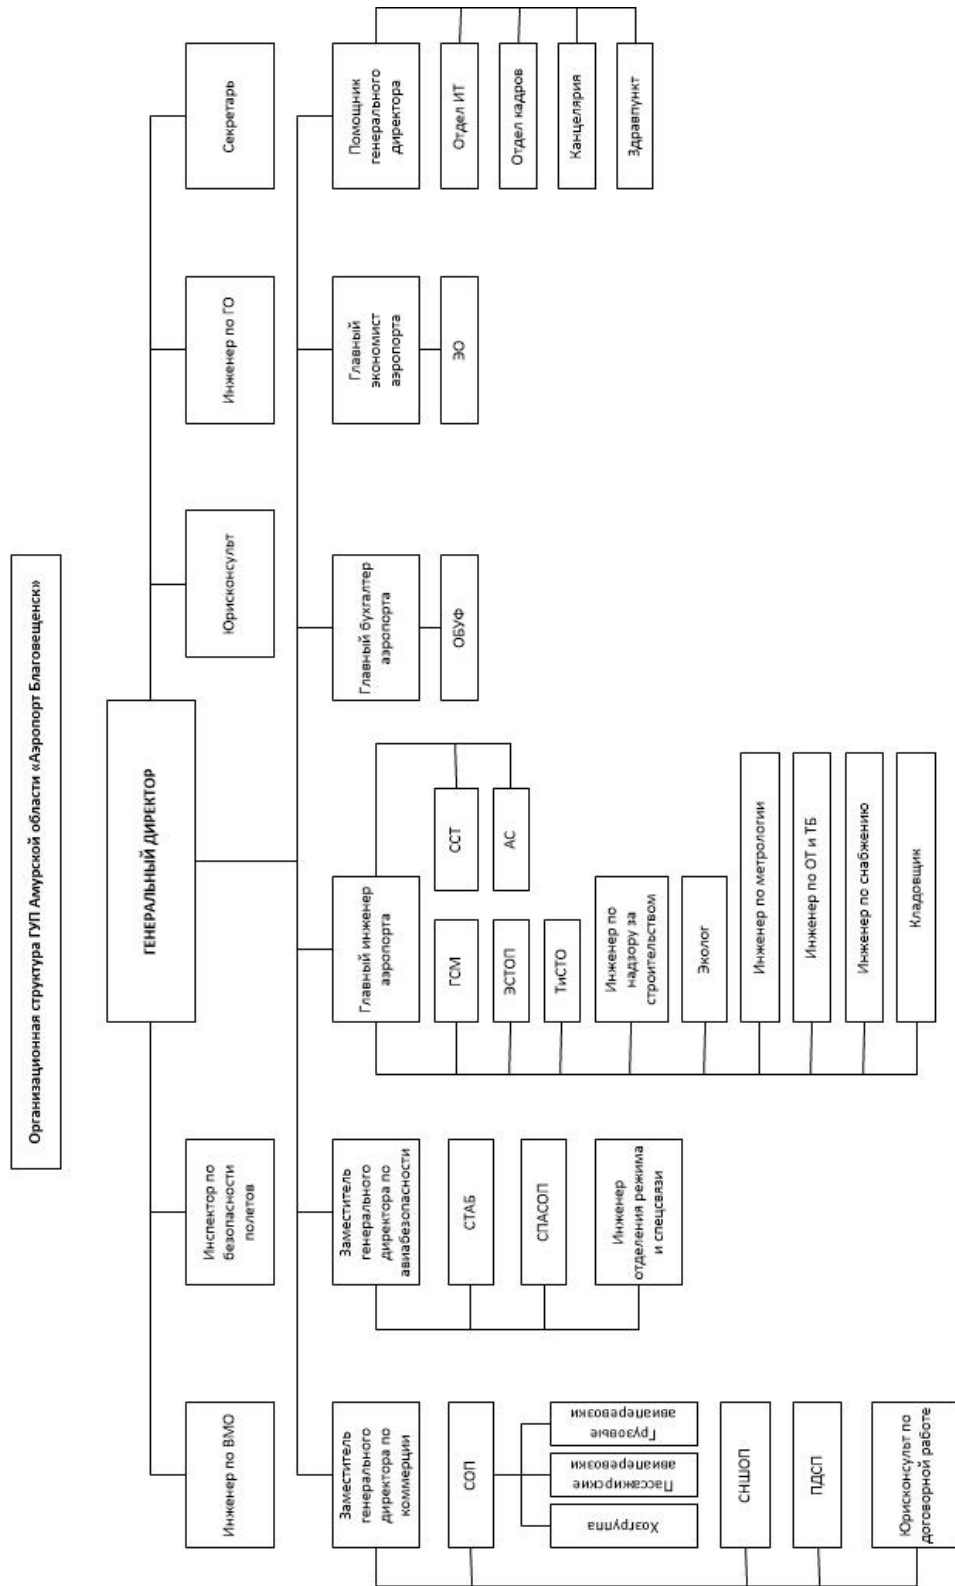 Организационная структура ГУП Амурской области «Аэропорт Благовещенск»
ГЕНЕРАЛЬНЫЙ ДИРЕКТОР
Инженер по ВМО
Инспектор по
безопасности
полетов
Юрисконсульт
Инженер по ГО
Секретарь
Заместитель
генерального
директора по
коммерции
Заместитель
генерального
директора по
авиабезопасности
Главный инженер
аэропорта
Главный бухгалтер
аэропорта
Главный
экономист
аэропорта
Помощник
генерального
директора
СОП
Хозгруппа
Пассажирские
авиаперевозки
Грузовые
авиаперевозки
СНШОП
ПДСП
Юрисконсульт по
договорной работе
СТАБ
СПАСОП
Инженер
отделения режима
и спецсвязи
ГСМ
ЭСТОП
ТиСТО
Инженер по
надзору за
строительством
Эколог
Инженер по метрологии
Инженер по ОТ и ТБ
Инженер по снабжению
Кладовщик
ССТ
АС
ОБУФ
ЭО
Отдел ИТ
Отдел кадров
Канцелярия
Здравпункт